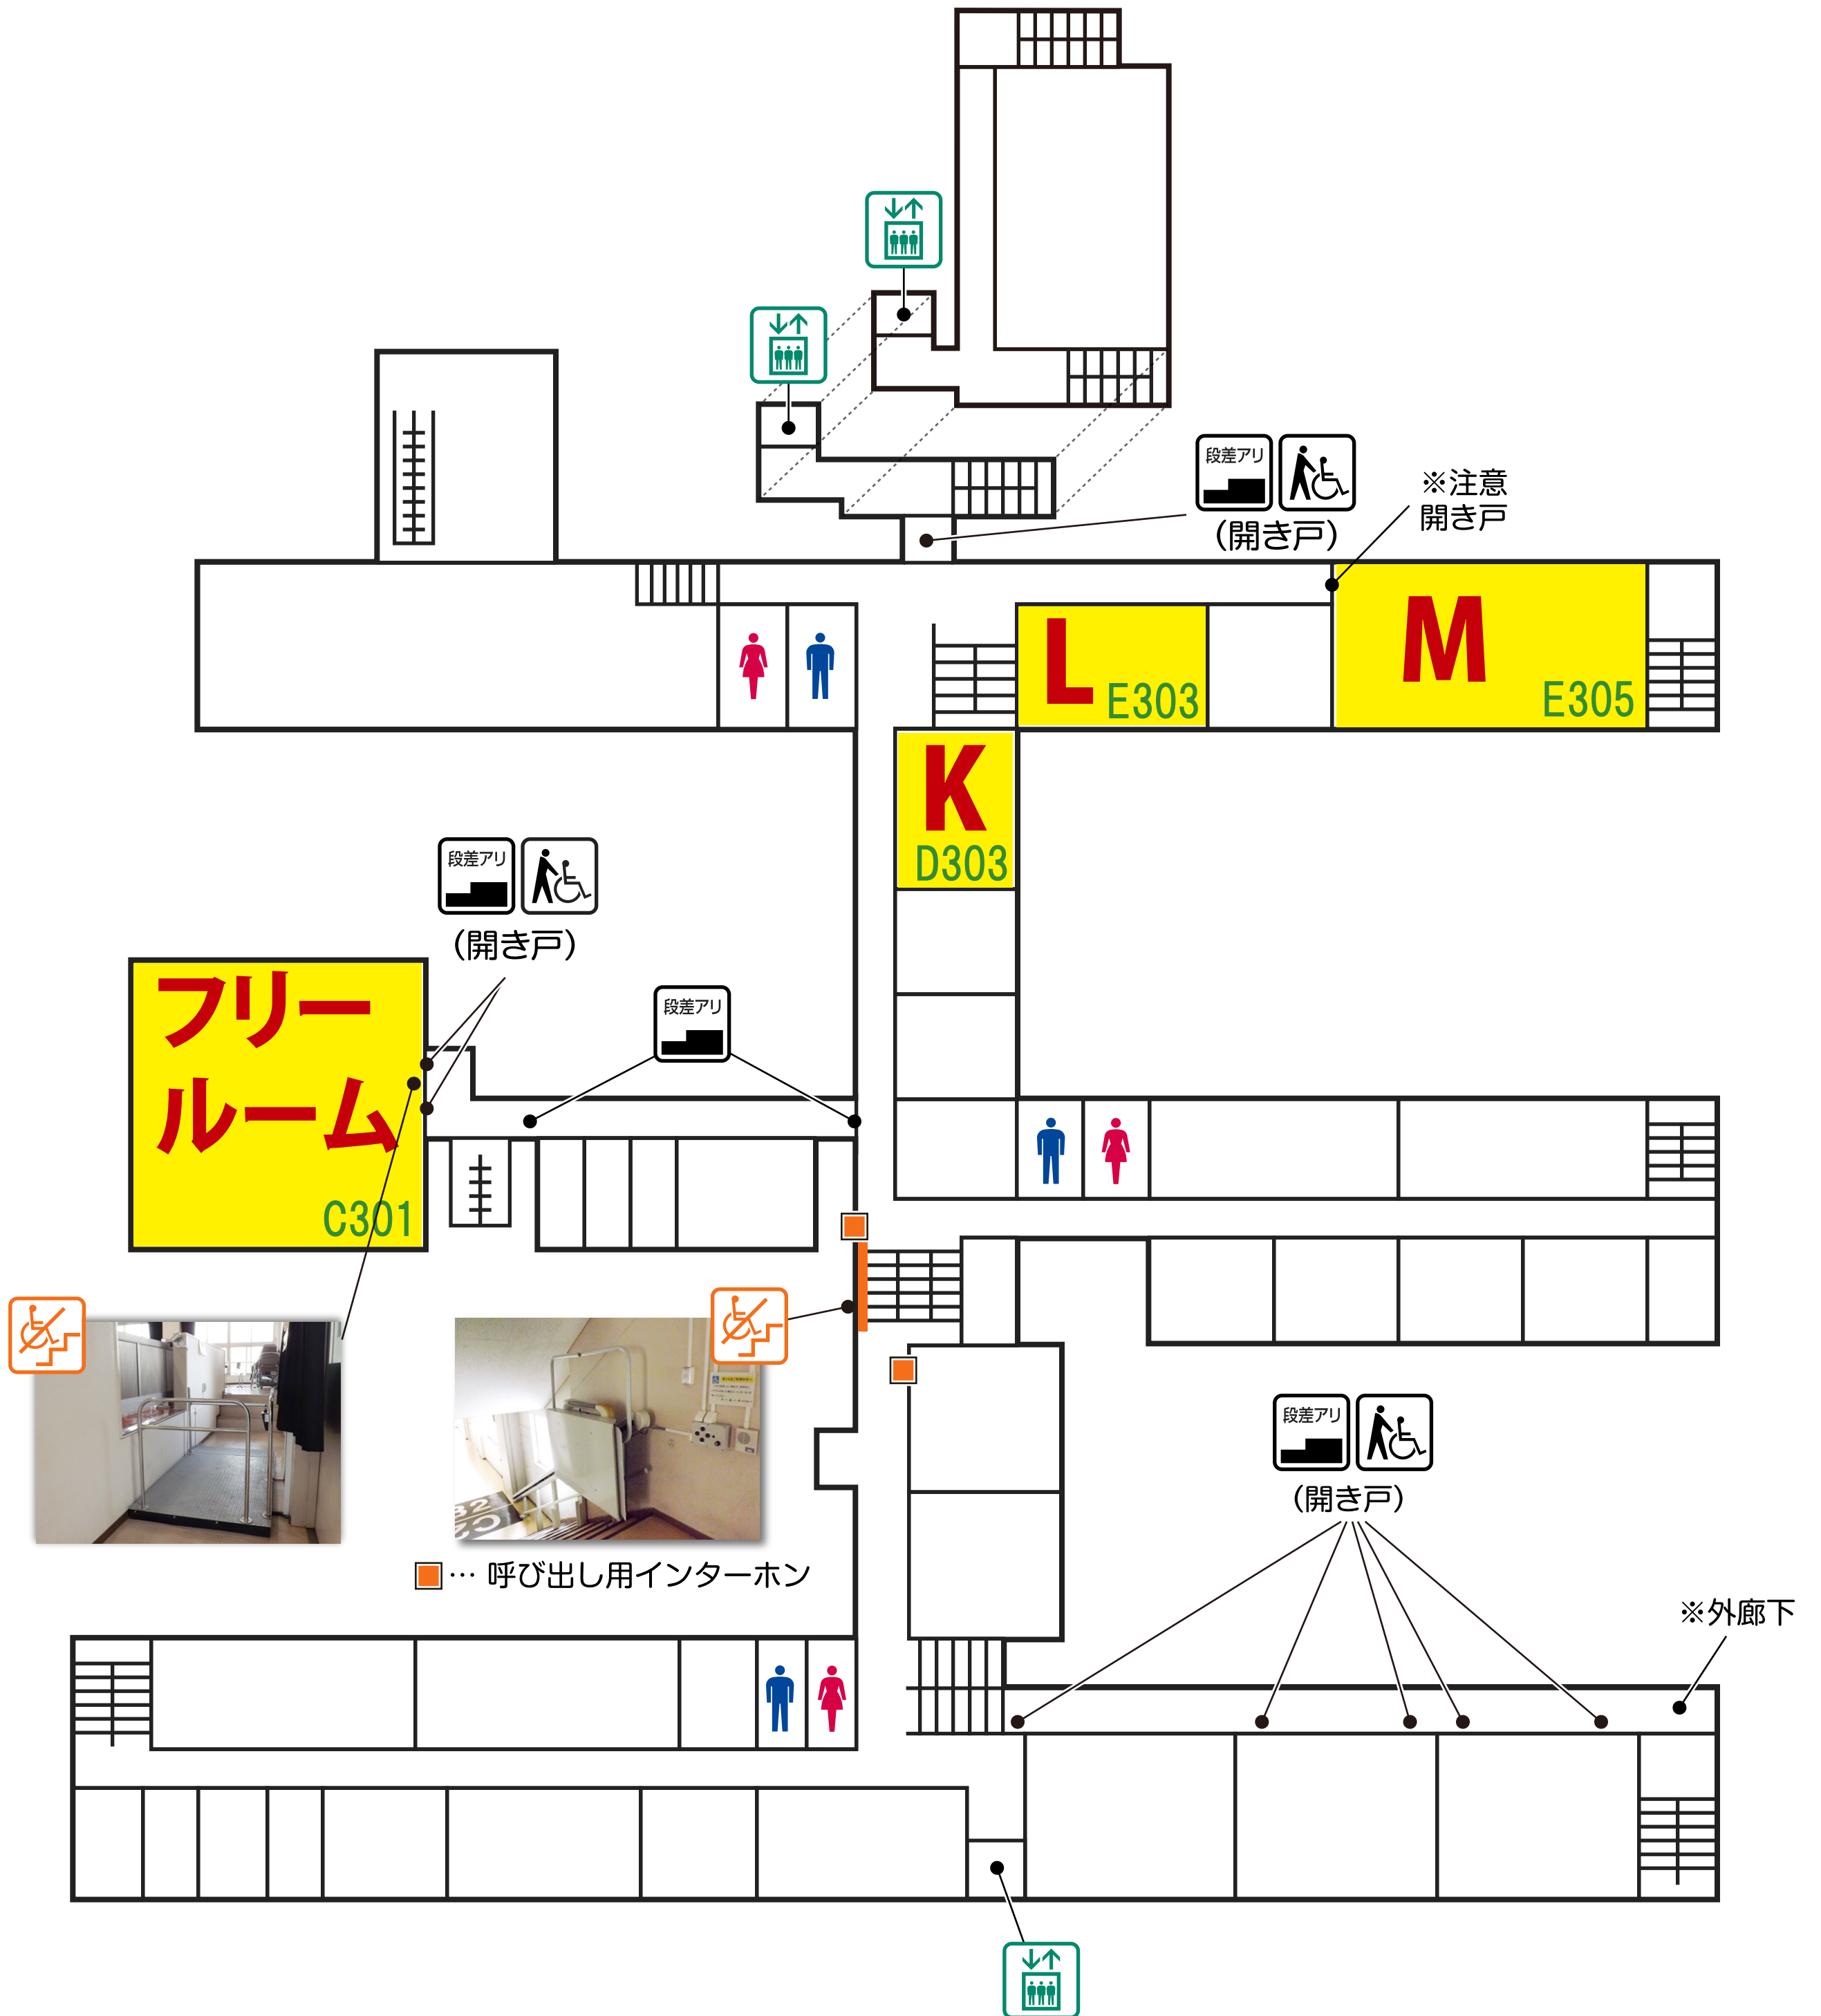 段差アリ
(開き戸)
※注意
開き戸
L
E303
M
E305
K
D303
段差アリ
(開き戸)
段差アリ
フリー
ルーム
C301
■… 呼び出し用インターホン
段差アリ
(開き戸)
※外廊下